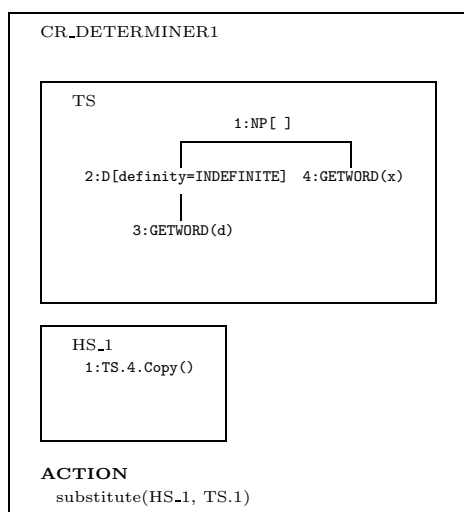 CR_DETERMINER1
TS
1:NP[ ]
2:D[definity=INDEFINITE] 4:GETWORD(x)
3:GETWORD(d)
HS_1
1:TS.4.Copy()
ACTION
substitute(HS_1, TS.1)